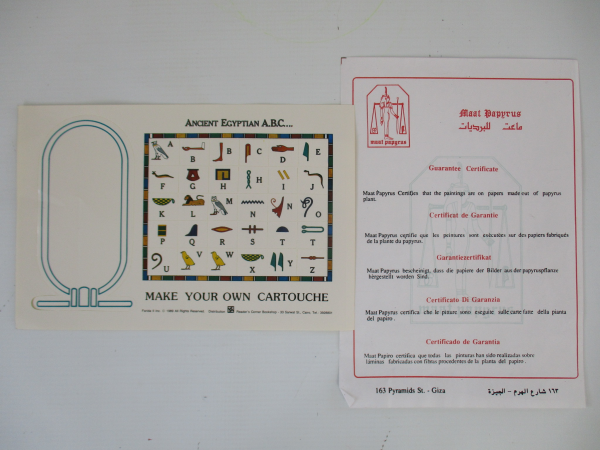 ANCIENT EGYPTIAN A.B.C....
A
B
B
C
D
E
F
G
H
H
I
J
K
L
M
N
N
O
P
Q
R
S
T
T
U
V
W
X
Y
Z
MAKE YOUR OWN CARTOUCHE
maat papyrus
Maat Papyrus
ماعت للبرديات
Guarantee Certificate
Maat Papyrus Certifies that the paintings are on papers made out of papyrus
plant.
Certificat de Garantie
Maat Papyrus certifie que les peintures sont exécutées sur des papiers fabriqués
de la plante du papyrus.
Garantiezertifikat
Maat Papyrus bescheinigt, dass die papiere der Bilder aus der papyruspflanze
hergestellt worden Sind.
Certificato Di Garanzia
Maat Papyrus certifica che le pinture sono eseguite sulle carte fatte della pianta
del papiro.
Certificado de Garantia
Maat Papiro certifica que todas las pinturas han sido realizadas sobre
láminas fabricadas con fibras procedentes de la planta del papiro.
163 Pyramids St. - Giza
١٦٣ شارع الهرم - الجيزة